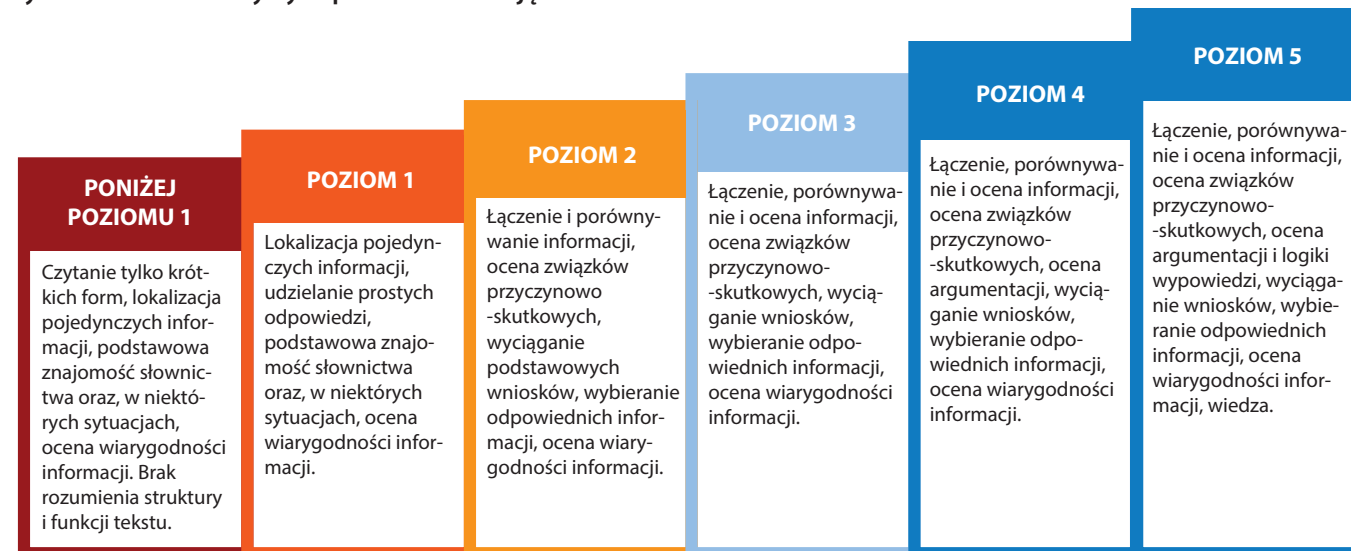 PONIŻEJ
POZIOMU 1
Czytanie tylko krót-
kich form, lokalizacja
pojedynczych infor-
macji, podstawowa
znajomość słownic-
twa oraz, w niektó-
rych sytuacjach,
ocena wiarygodności
informacji. Brak
rozumienia struktury
i funkcji tekstu.
POZIOM 1
Lokalizacja pojedyn-
czych informacji,
udzielanie prostych
odpowiedzi,
podstawowa znajo-
mość słownictwa
oraz, w niektórych
sytuacjach, ocena
wiarygodności infor-
macji.
POZIOM 2
Łączenie i porówny-
wanie informacji,
ocena związków
przyczynowo
-skutkowych,
wyciąganie
podstawowych
wniosków, wybieranie
odpowiednich infor-
macji, ocena wiary-
godności informacji.
POZIOM 3
Łączenie, porównywa-
nie i ocena informacji,
ocena związków
przyczynowo-
-skutkowych, wycią-
ganie wniosków,
wybieranie odpo-
wiednich informacji,
ocena wiarygodności
informacji.
POZIOM 4
Łączenie, porównywa-
nie i ocena informacji,
ocena związków
przyczynowo-
-skutkowych, ocena
argumentacji, wycią-
ganie wniosków,
wybieranie odpo-
wiednich informacji,
ocena wiarygodności
informacji.
POZIOM 5
Łączenie, porównywa-
nie i ocena informacji,
ocena związków
przyczynowo-
-skutkowych, ocena
argumentacji i logiki
wypowiedzi, wyciąga-
nie wniosków, wybie-
ranie odpowiednich
informacji, ocena
wiarygodności infor-
macji, wiedza.